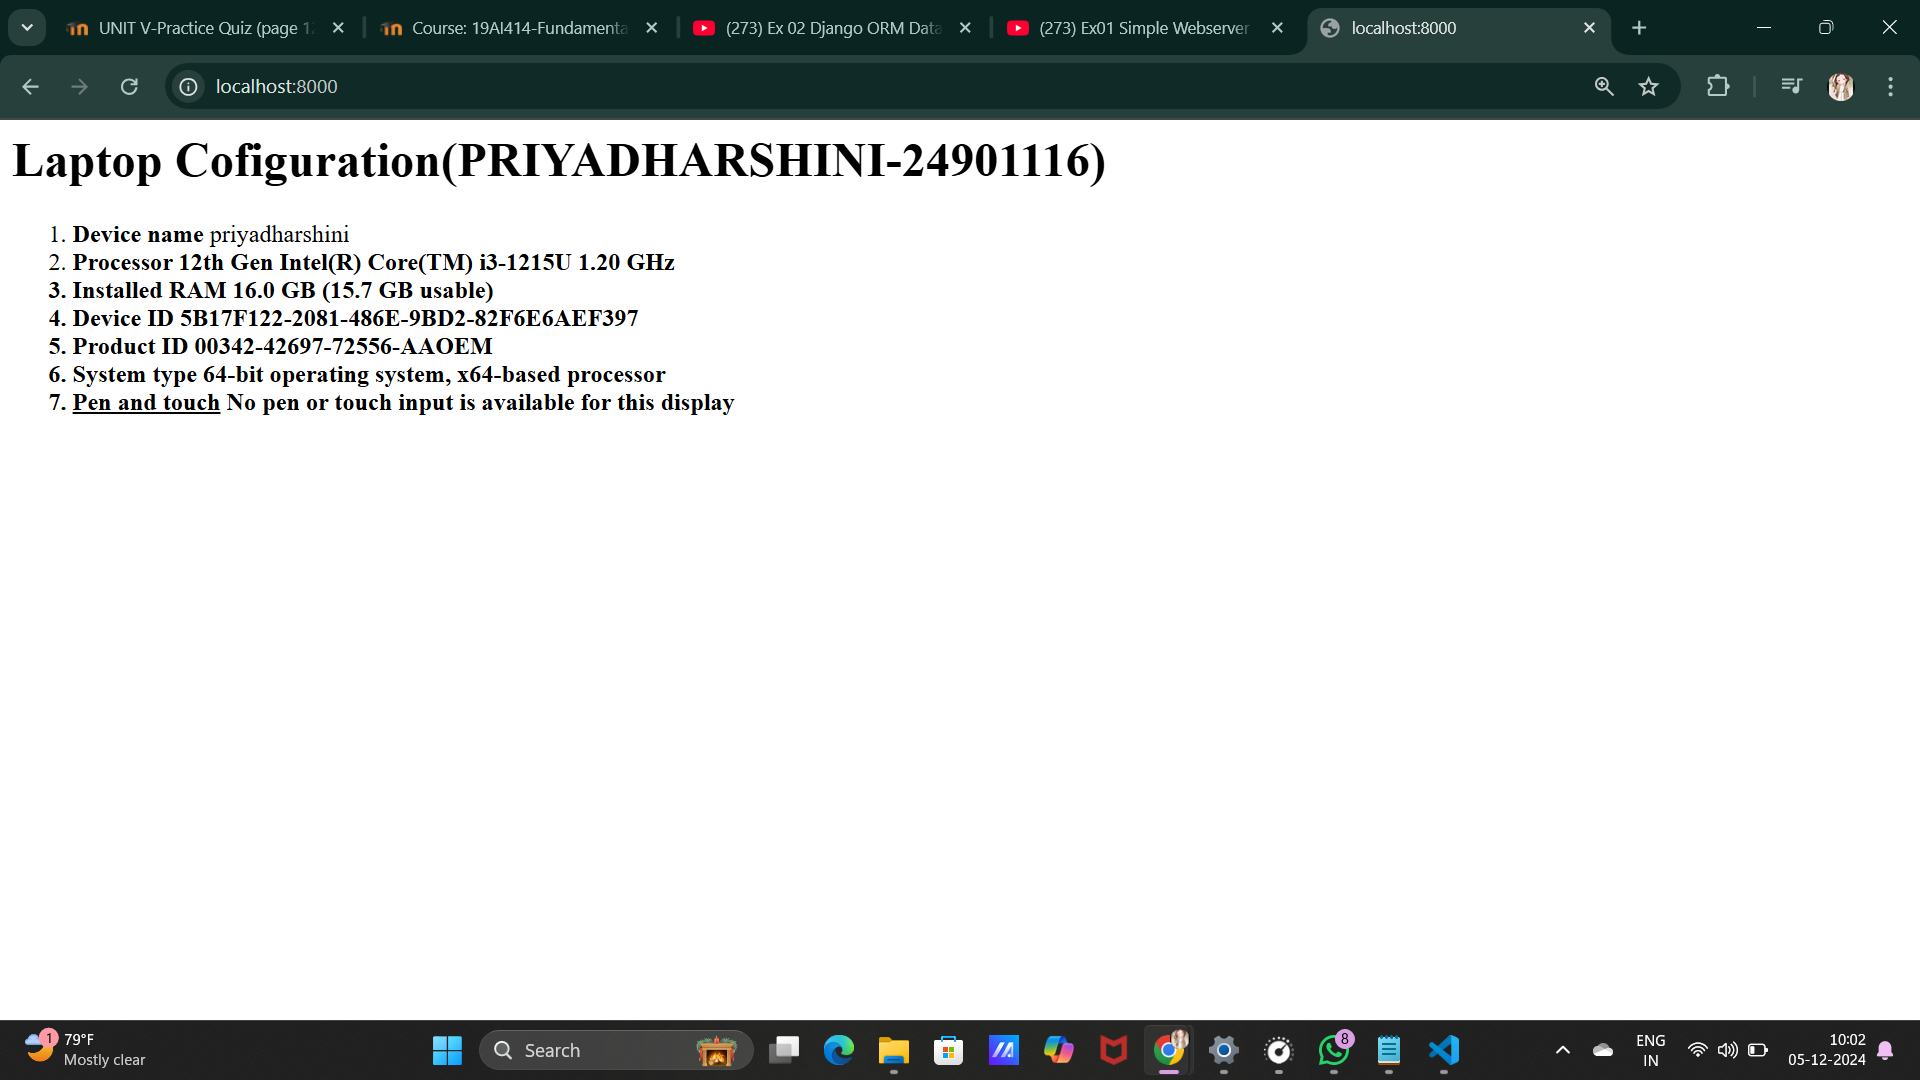 UNIT V-Practice Quiz (page 1
Course: 19AI414-Fundamenta
(273) Ex 02 Django ORM Data
(273) Ex01 Simple Webserver
localhost:8000
localhost:8000
Laptop Cofiguration(PRIYADHARSHINI-24901116)
1. Device name priyadharshini
2. Processor 12th Gen Intel(R) Core(TM) i3-1215U 1.20 GHz
3. Installed RAM 16.0 GB (15.7 GB usable)
4. Device ID 5B17F122-2081-486E-9BD2-82F6E6AEF397
5. Product ID 00342-42697-72556-AAOEM
6. System type 64-bit operating system, x64-based processor
7. Pen and touch No pen or touch input is available for this display
1
79°F
Mostly clear
Search
8
ENG
IN
10:02
05-12-2024